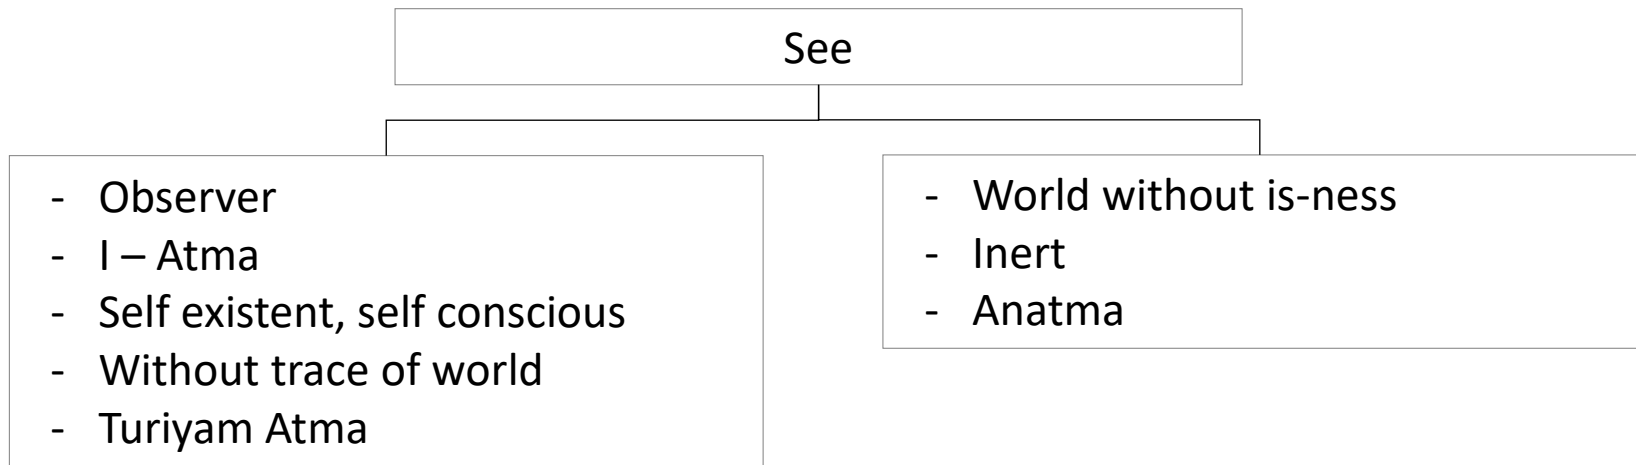 See
- Observer
- I – Atma
- Self existent, self conscious
- Without trace of world
- Turiyam Atma
- World without is-ness
- Inert
- Anatma